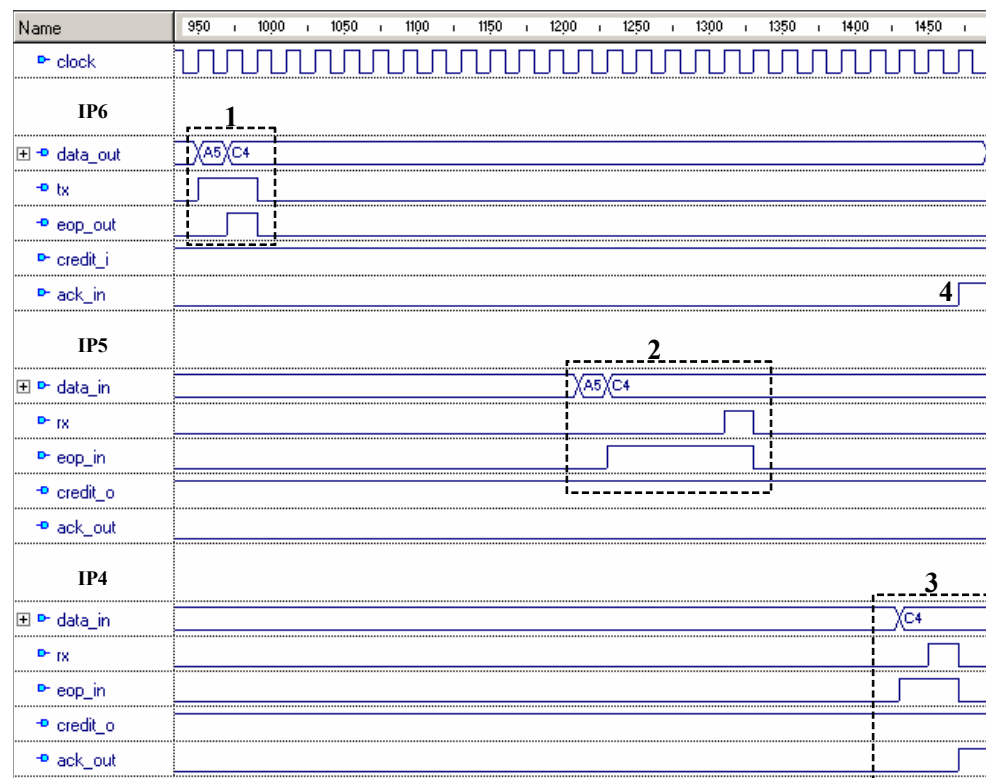 Name 950 1000 1050 1100 1150 1200 1250 1300 1350 1400 1450
clock
IP6
1
data_out A5 C4
tx
eop_out
credit_i
ack_in 4
IP5
2
data_in A5 C4
rx
eop_in
credit_o
ack_out
IP4
3
data_in C4
rx
eop_in
credit_o
ack_out